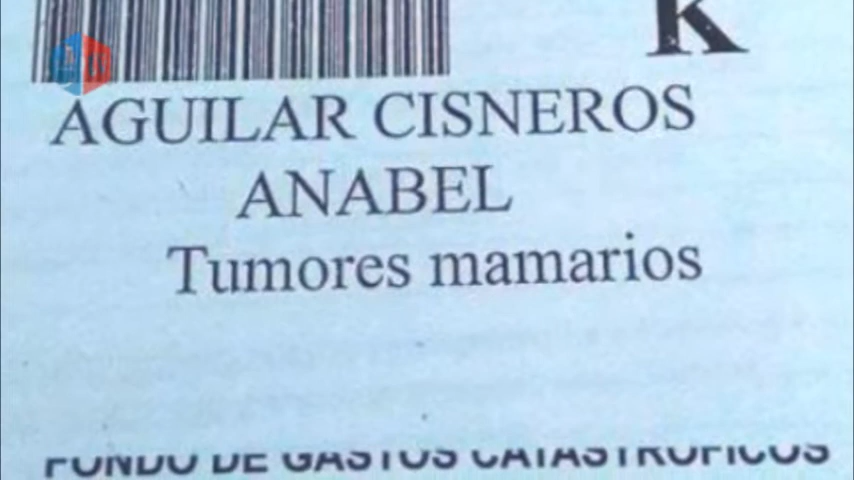 K
AGUILAR CISNEROS
ANABEL
Tumores mamarios
FONDO DE GASTOS CATASTROFICOS